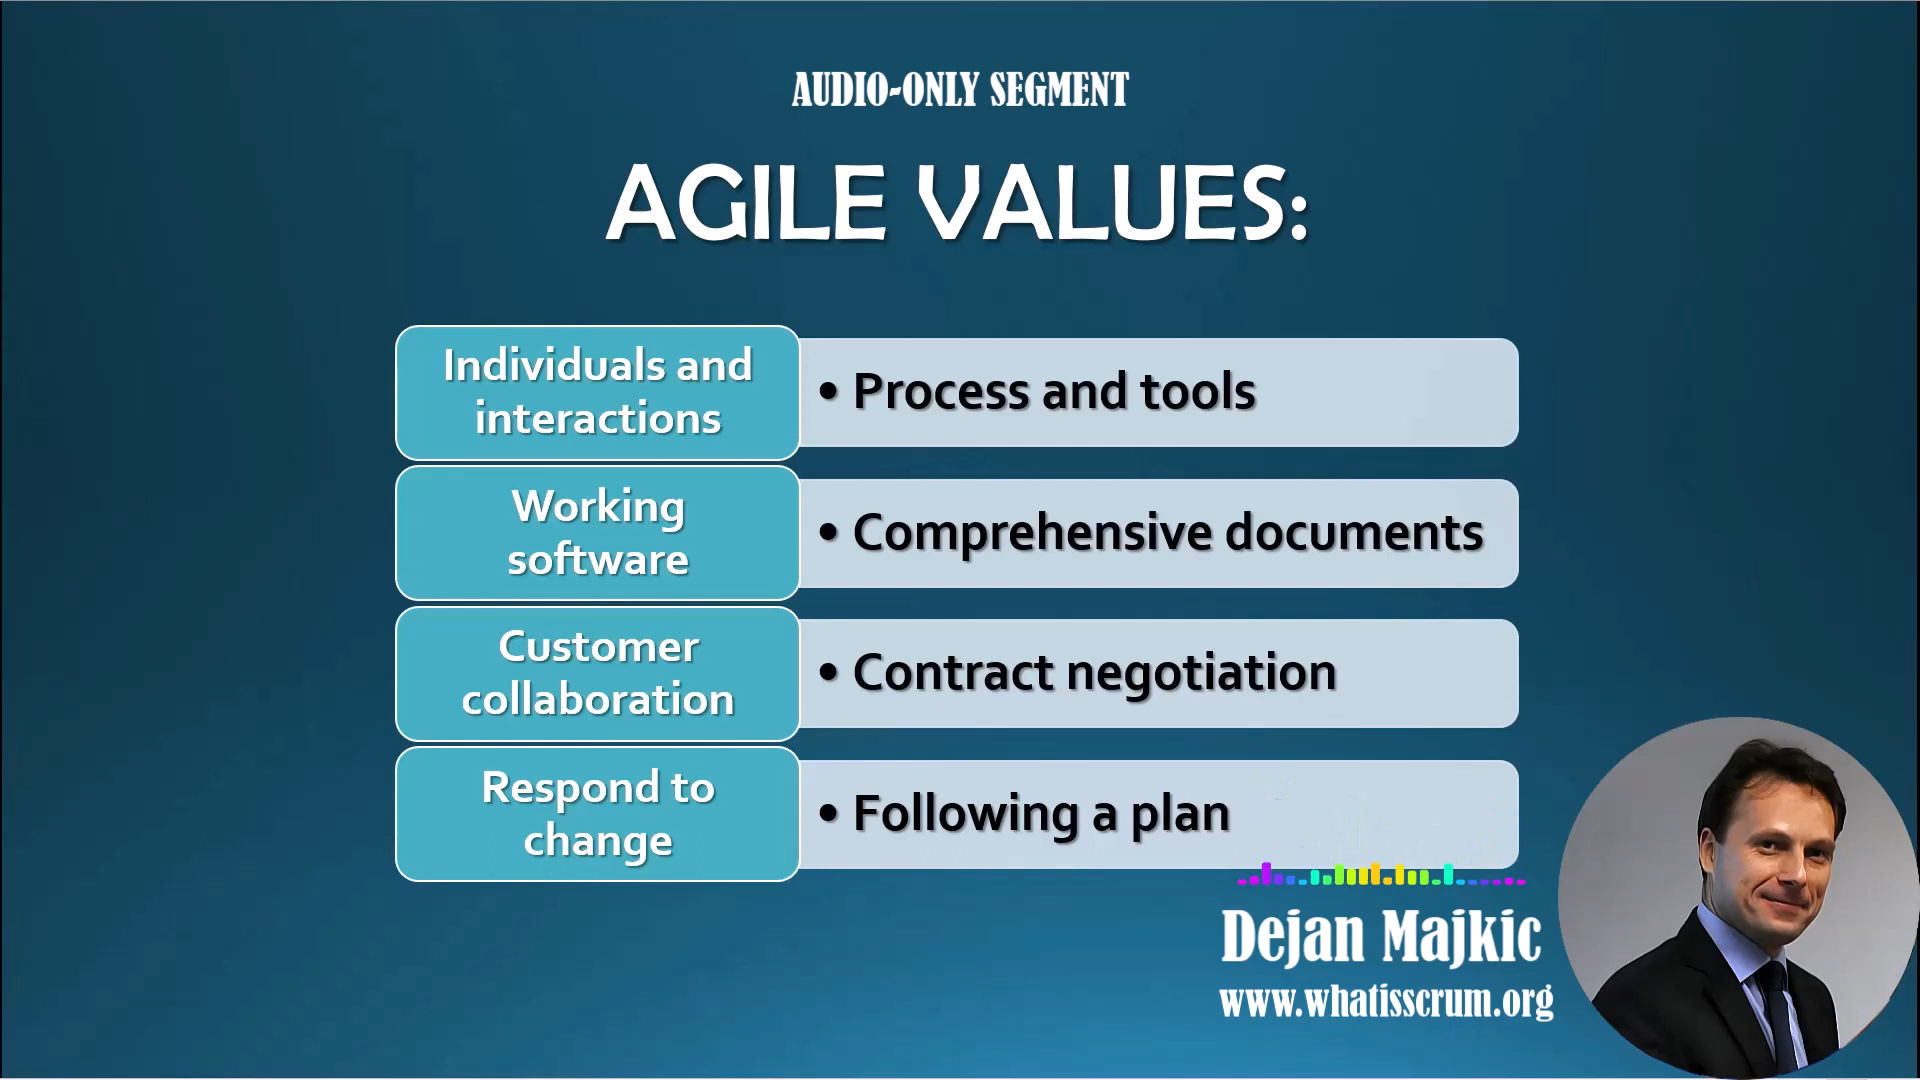 AUDIO-ONLY SEGMENT
AGILE VALUES:
Individuals and
interactions
• Process and tools
Working
software
• Comprehensive documents
Customer
collaboration
• Contract negotiation
Respond to
change
• Following a plan
Dejan Majkic
www.whatisscrum.org